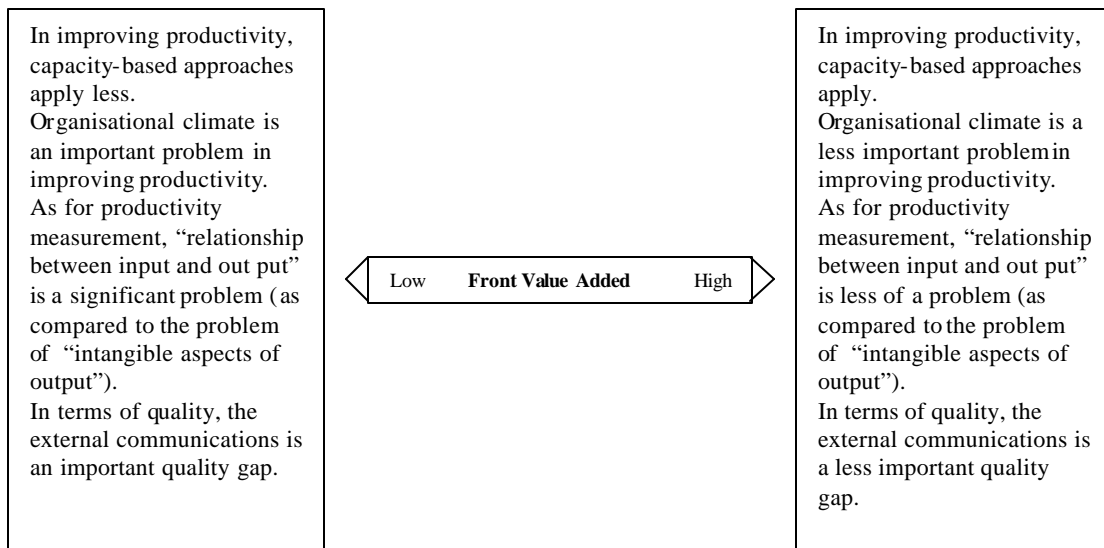 In improving productivity,
capacity-based approaches
apply less.
Organisational climate is
an important problem in
improving productivity.
As for productivity
measurement, “relationship
between input and out put”
is a significant problem (as
compared to the problem
of “intangible aspects of
output”).
In terms of quality, the
external communications is
an important quality gap.
Low Front Value Added High
In improving productivity,
capacity-based approaches
apply.
Organisational climate is a
less important problem in
improving productivity.
As for productivity
measurement, “relationship
between input and out put”
is less of a problem (as
compared to the problem
of “intangible aspects of
output”).
In terms of quality, the
external communications is
a less important quality
gap.